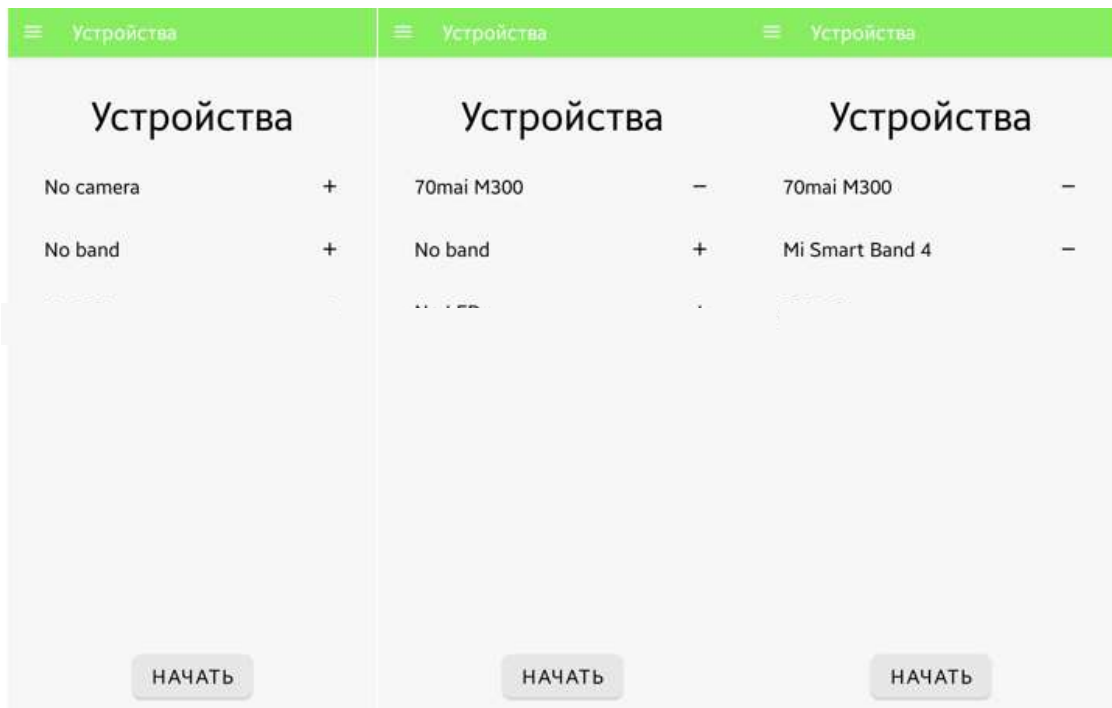 Устройства
Устройства
No camera +
No band +
НАЧАТЬ
Устройства
Устройства
70mai M300 −
No band +
НАЧАТЬ
Устройства
Устройства
70mai M300 −
Mi Smart Band 4 −
НАЧАТЬ